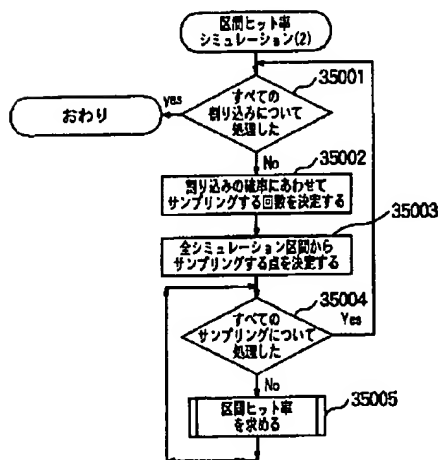 区間ヒット率
シミュレーション(2)
35001
すべての
割り込みについて
処理した
yes
おわり
No
35002
割り込みの確率にあわせて
サンプリングする回数を決定する
35003
全シミュレーション区間から
サンプリングする点を決定する
35004
すべての
サンプリングについて
処理した
Yes
No
35005
区間ヒット率
を求める